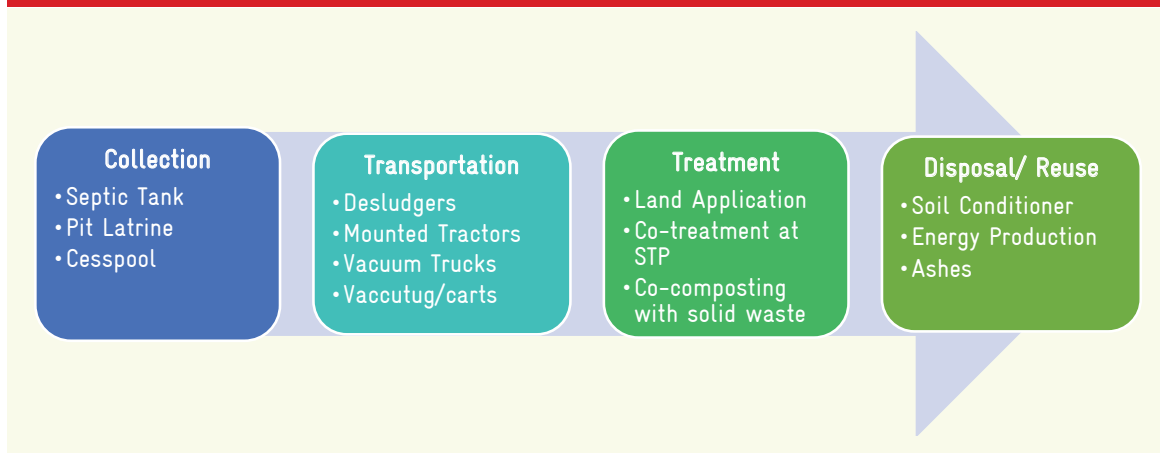 Collection
•Septic Tank
•Pit Latrine
•Cesspool
Transportation
•Desludgers
•Mounted Tractors
•Vacuum Trucks
•Vaccutug/carts
Treatment
•Land Application
•Co-treatment at
STP
•Co-composting
with solid waste
Disposal/ Reuse
•Soil Conditioner
•Energy Production
•Ashes